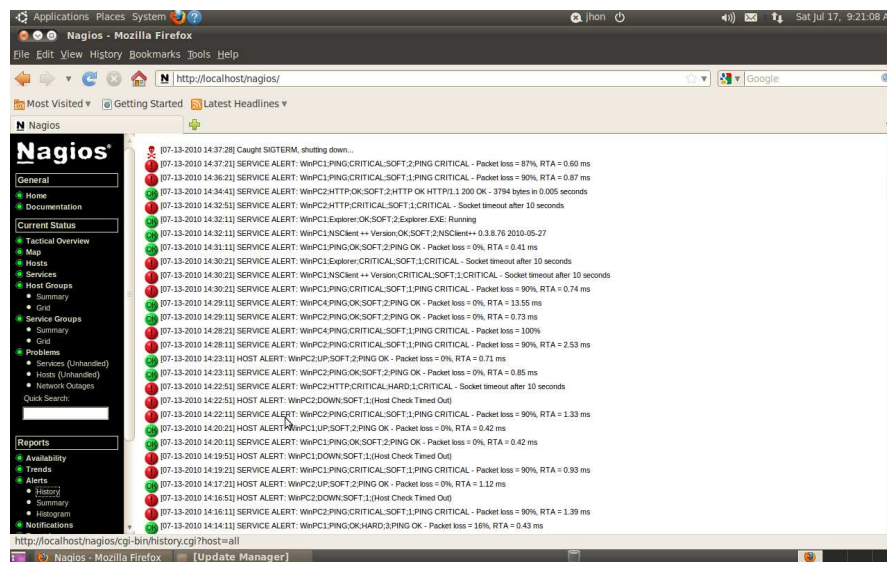 Applications Places System
jhon
Sat Jul 17, 9:21:08 A
Nagios - Mozilla Firefox
File Edit View History Bookmarks Tools Help
N http://localhost/nagios/
Google
Most Visited Getting Started Latest Headlines
N Nagios
Nagios®
General
Home
Documentation
Current Status
Tactical Overview
Map
Hosts
Services
Host Groups
Summary
Grid
Service Groups
Summary
Grid
Problems
Services (Unhandled)
Hosts (Unhandled)
Network Outages
Quick Search:
Reports
Availability
Trends
Alerts
History
Summary
Histogram
Notifications
[07-13-2010 14:37:28] Caught SIGTERM, shutting down...
[07-13-2010 14:37:21] SERVICE ALERT: WinPC1;PING;CRITICAL;SOFT;2;PING CRITICAL - Packet loss = 87%, RTA = 0.60 ms
[07-13-2010 14:36:21] SERVICE ALERT: WinPC1;PING;CRITICAL;SOFT;1;PING CRITICAL - Packet loss = 90%, RTA = 0.87 ms
[07-13-2010 14:34:41] SERVICE ALERT: WinPC2;HTTP;OK;SOFT;2;HTTP OK HTTP/1.1 200 OK - 3794 bytes in 0.005 seconds
[07-13-2010 14:32:51] SERVICE ALERT: WinPC2;HTTP;CRITICAL;SOFT;1;CRITICAL - Socket timeout after 10 seconds
[07-13-2010 14:32:11] SERVICE ALERT: WinPC1;Explorer;OK;SOFT;2;Explorer.EXE: Running
[07-13-2010 14:32:11] SERVICE ALERT: WinPC1;NSClient ++ Version;OK;SOFT;2;NSClient++ 0.3.8.76 2010-05-27
[07-13-2010 14:31:11] SERVICE ALERT: WinPC1;PING;OK;SOFT;2;PING OK - Packet loss = 0%, RTA = 0.41 ms
[07-13-2010 14:30:21] SERVICE ALERT: WinPC1;Explorer;CRITICAL;SOFT;1;CRITICAL - Socket timeout after 10 seconds
[07-13-2010 14:30:21] SERVICE ALERT: WinPC1;NSClient ++ Version;CRITICAL;SOFT;1;CRITICAL - Socket timeout after 10 seconds
[07-13-2010 14:30:21] SERVICE ALERT: WinPC1;PING;CRITICAL;SOFT;1;PING CRITICAL - Packet loss = 90%, RTA = 0.74 ms
[07-13-2010 14:29:11] SERVICE ALERT: WinPC4;PING;OK;SOFT;2;PING OK - Packet loss = 0%, RTA = 13.55 ms
[07-13-2010 14:29:11] SERVICE ALERT: WinPC2;PING;OK;SOFT;2;PING OK - Packet loss = 0%, RTA = 0.73 ms
[07-13-2010 14:28:21] SERVICE ALERT: WinPC4;PING;CRITICAL;SOFT;1;PING CRITICAL - Packet loss = 100%
[07-13-2010 14:28:11] SERVICE ALERT: WinPC2;PING;CRITICAL;SOFT;1;PING CRITICAL - Packet loss = 90%, RTA = 2.53 ms
[07-13-2010 14:23:11] HOST ALERT: WinPC2;UP;SOFT;2;PING OK - Packet loss = 0%, RTA = 0.71 ms
[07-13-2010 14:23:11] SERVICE ALERT: WinPC2;PING;OK;SOFT;2;PING OK - Packet loss = 0%, RTA = 0.85 ms
[07-13-2010 14:22:51] SERVICE ALERT: WinPC2;HTTP;CRITICAL;HARD;1;CRITICAL - Socket timeout after 10 seconds
[07-13-2010 14:22:51] HOST ALERT: WinPC2;DOWN;SOFT;1;(Host Check Timed Out)
[07-13-2010 14:22:11] SERVICE ALERT: WinPC2;PING;CRITICAL;SOFT;1;PING CRITICAL - Packet loss = 90%, RTA = 1.33 ms
[07-13-2010 14:20:21] HOST ALERT: WinPC1;UP;SOFT;2;PING OK - Packet loss = 0%, RTA = 0.42 ms
[07-13-2010 14:20:11] SERVICE ALERT: WinPC1;PING;OK;SOFT;2;PING OK - Packet loss = 0%, RTA = 0.42 ms
[07-13-2010 14:19:51] HOST ALERT: WinPC1;DOWN;SOFT;1;(Host Check Timed Out)
[07-13-2010 14:19:21] SERVICE ALERT: WinPC1;PING;CRITICAL;SOFT;1;PING CRITICAL - Packet loss = 90%, RTA = 0.93 ms
[07-13-2010 14:17:21] HOST ALERT: WinPC2;UP;SOFT;2;PING OK - Packet loss = 0%, RTA = 1.12 ms
[07-13-2010 14:16:51] HOST ALERT: WinPC2;DOWN;SOFT;1;(Host Check Timed Out)
[07-13-2010 14:16:11] SERVICE ALERT: WinPC2;PING;CRITICAL;SOFT;1;PING CRITICAL - Packet loss = 90%, RTA = 1.39 ms
[07-13-2010 14:14:11] SERVICE ALERT: WinPC1;PING;OK;HARD;3;PING OK - Packet loss = 16%, RTA = 0.43 ms
http://localhost/nagios/cgi-bin/history.cgi?host=all
Nagios - Mozilla Firefox
[Update Manager]